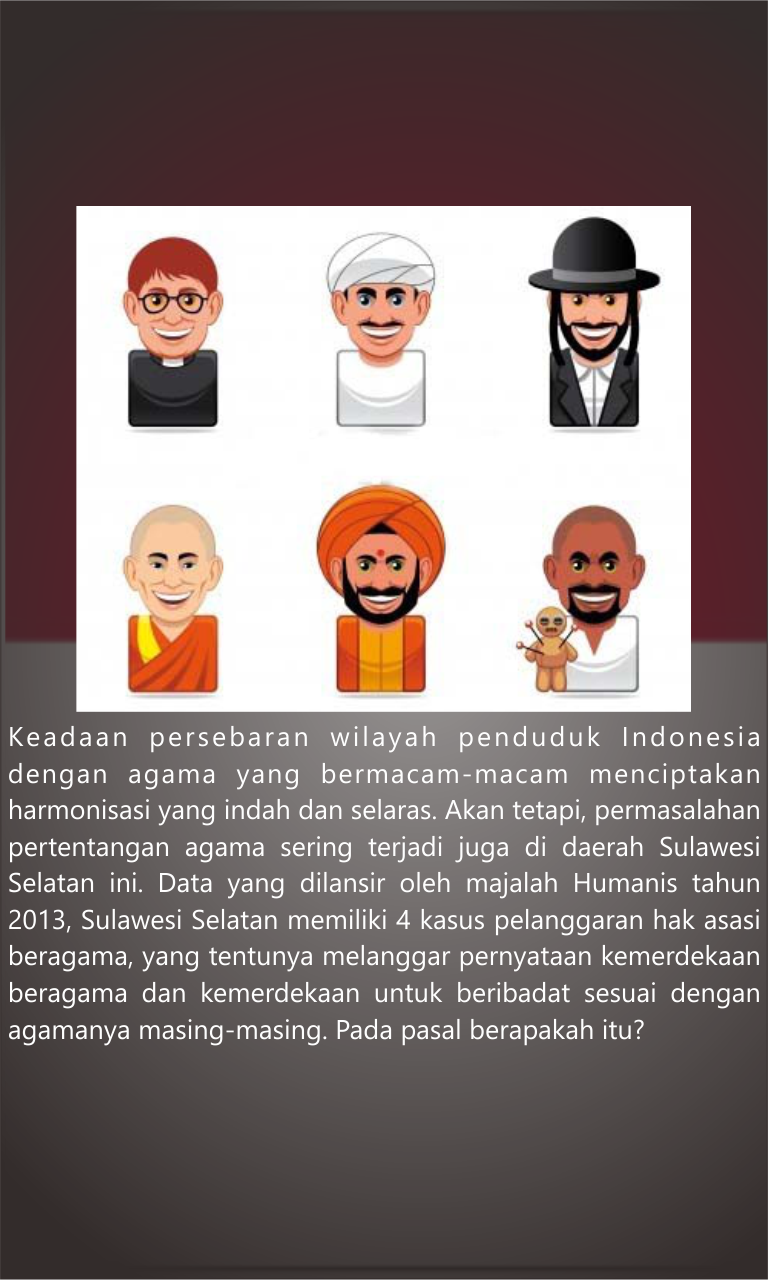 Keadaan persebaran wilayah penduduk Indonesia
dengan agama yang bermacam-macam menciptakan
harmonisasi yang indah dan selaras. Akan tetapi, permasalahan
pertentangan agama sering terjadi juga di daerah Sulawesi
Selatan ini. Data yang dilansir oleh majalah Humanis tahun
2013, Sulawesi Selatan memiliki 4 kasus pelanggaran hak asasi
beragama, yang tentunya melanggar pernyataan kemerdekaan
beragama dan kemerdekaan untuk beribadat sesuai dengan
agamanya masing-masing. Pada pasal berapakah itu?